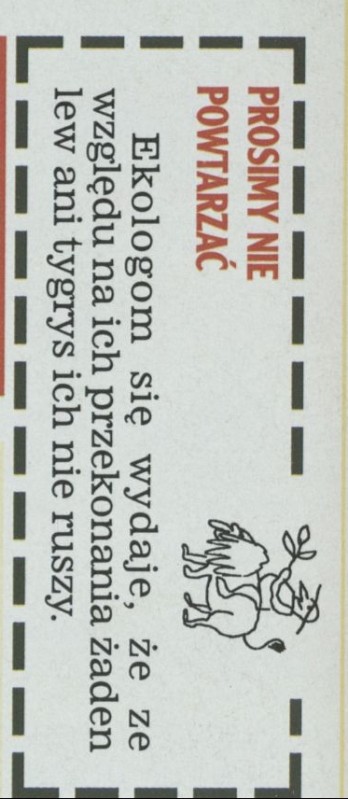 PROSIMY NIE
POWTARZAĆ
Ekologom się wydaje, że ze
względu na ich przekonania żaden
lew ani tygrys ich nie ruszy.